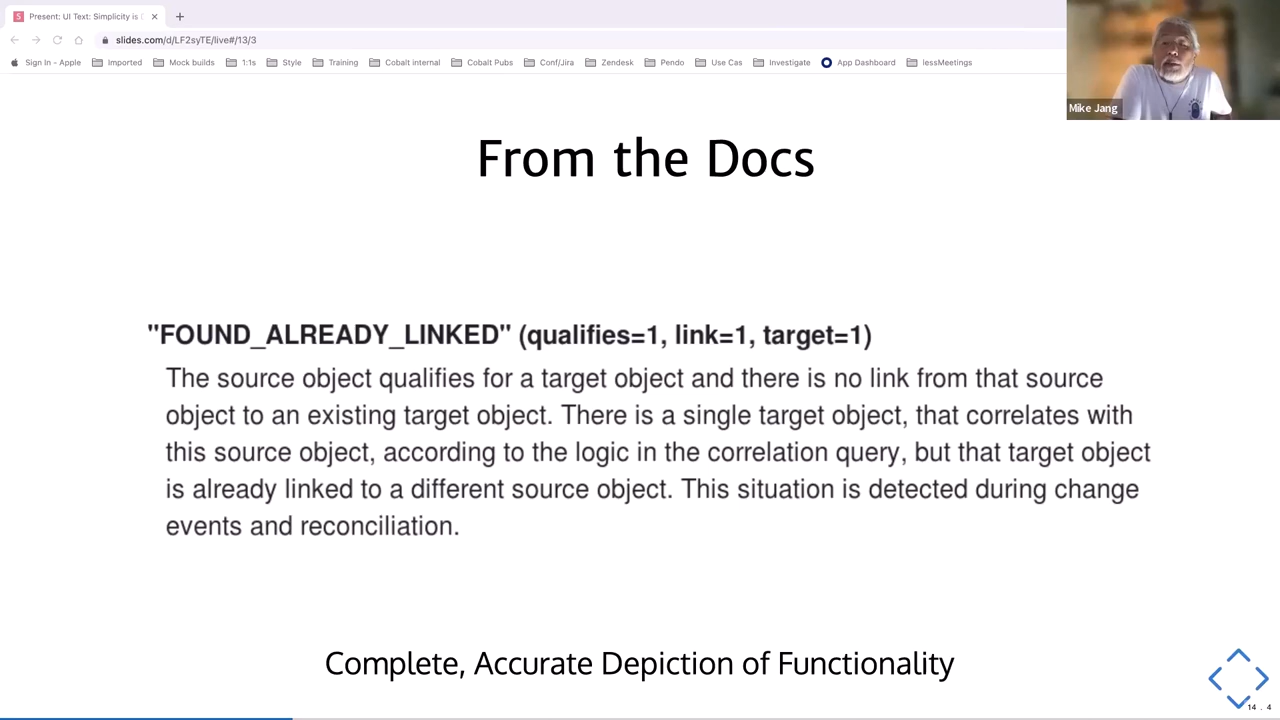 Present: UI Text: Simplicity is
slides.com/d/LF2syTE/live#/13/3
Sign In - Apple Imported Mock builds 1:1s Style Training Cobalt internal Cobalt Pubs Conf/Jira Zendesk Pendo Use Cas Investigate App Dashboard lessMeetings
Mike Jang
From the Docs
"FOUND_ALREADY_LINKED" (qualifies=1, link=1, target=1)
The source object qualifies for a target object and there is no link from that source
object to an existing target object. There is a single target object, that correlates with
this source object, according to the logic in the correlation query, but that target object
is already linked to a different source object. This situation is detected during change
events and reconciliation.
Complete, Accurate Depiction of Functionality
14 . 4